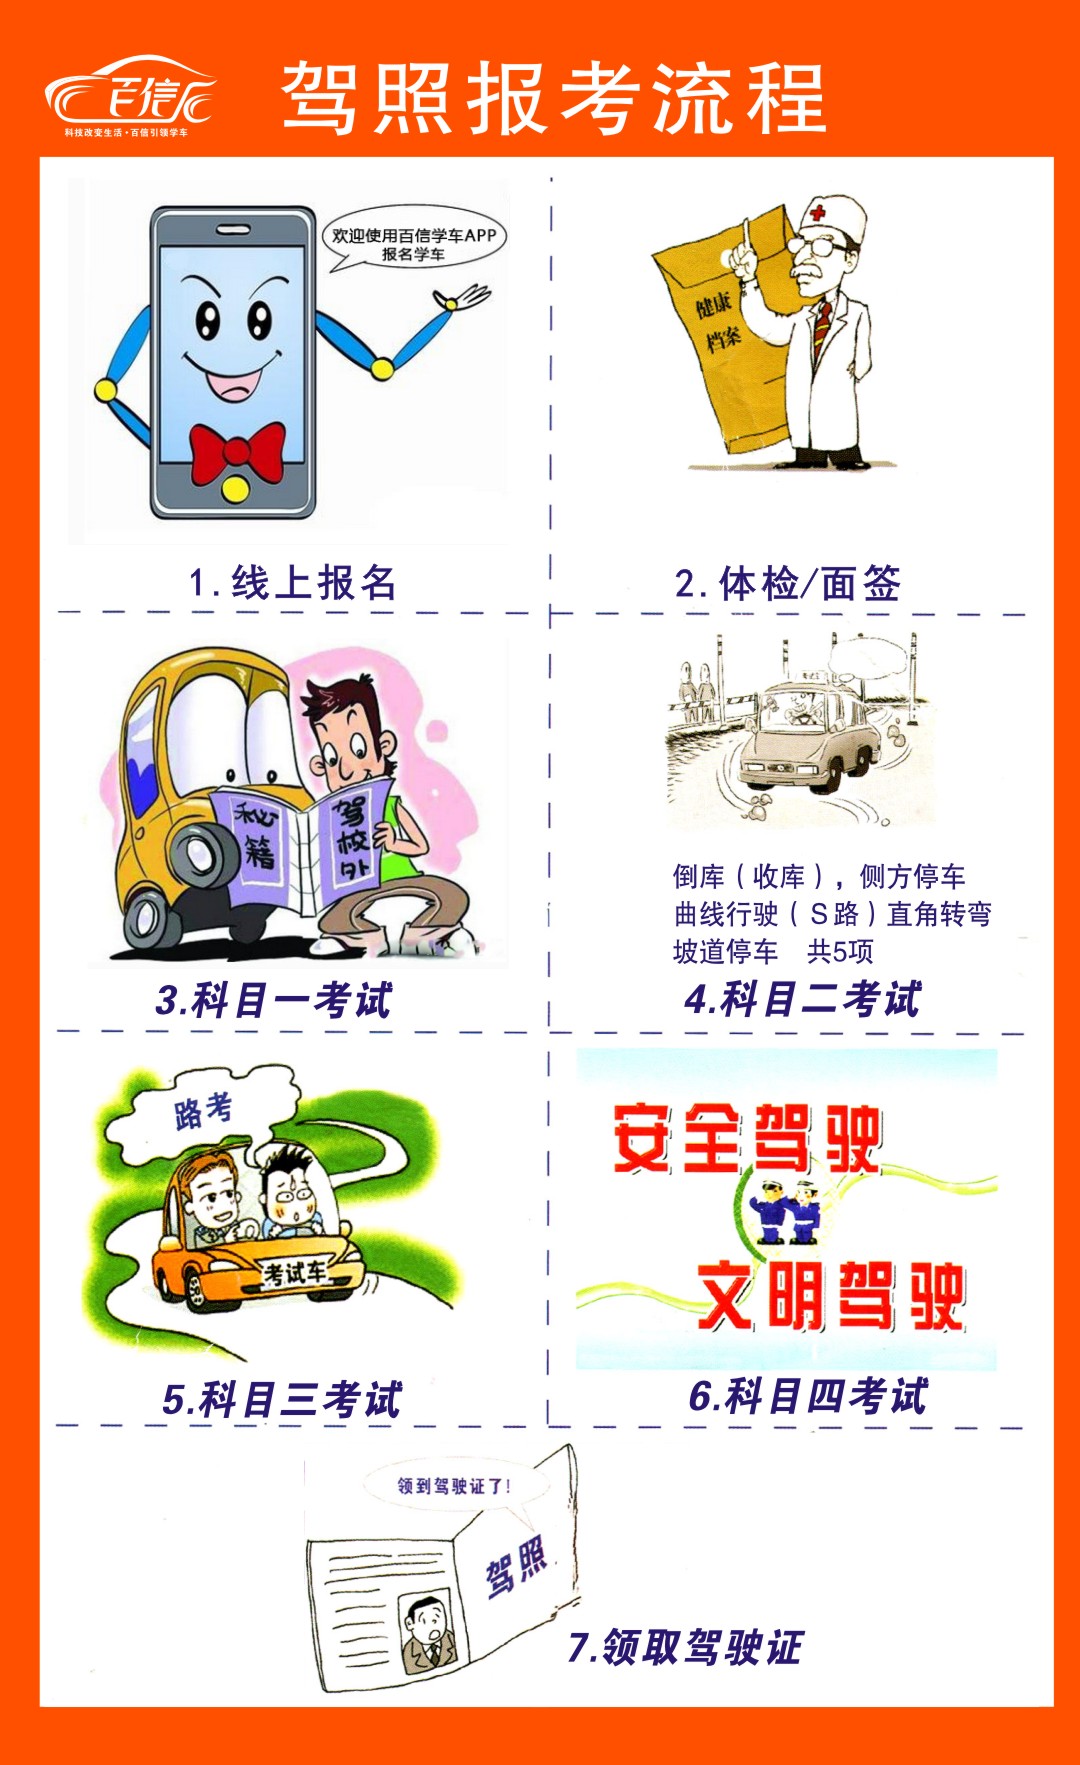 百信
科技改变生活·百信引领学车
驾照报考流程
欢迎使用百信学车APP
报名学车
健康
档案
1.线上报名
2.体检/面签
秘籍
驾校外
倒库（收库），侧方停车
曲线行驶（S路）直角转弯
坡道停车 共5项
3.科目一考试
4.科目二考试
路考
考试车
安全驾驶
文明驾驶
5.科目三考试
6.科目四考试
领到驾驶证了!
驾照
7.领取驾驶证